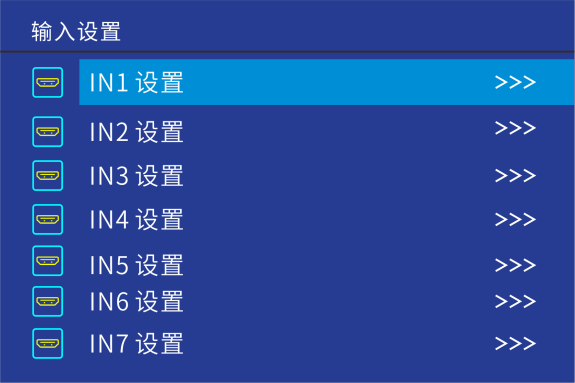 输入设置
IN1 设置 >>>
IN2 设置 >>>
IN3 设置 >>>
IN4 设置 >>>
IN5 设置 >>>
IN6 设置 >>>
IN7 设置 >>>